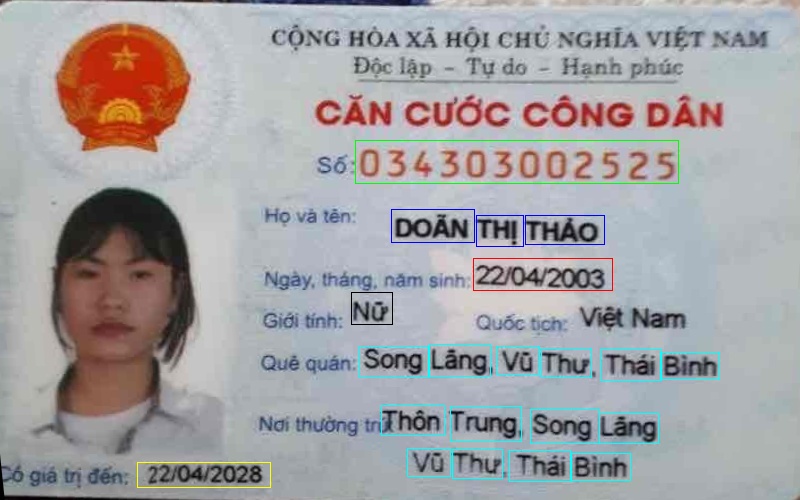 CỘNG HÒA XÃ HỘI CHỦ NGHĨA VIỆT NAM
Độc lập - Tự do - Hạnh phúc
CĂN CƯỚC CÔNG DÂN
Số: 034303002525
Họ và tên: DOÃN THỊ THẢO
Ngày, tháng, năm sinh: 22/04/2003
Giới tính: Nữ Quốc tịch: Việt Nam
Quê quán: Song Lãng, Vũ Thư, Thái Bình
Nơi thường trú: Thôn Trung, Song Lãng
Vũ Thư, Thái Bình
Có giá trị đến: 22/04/2028